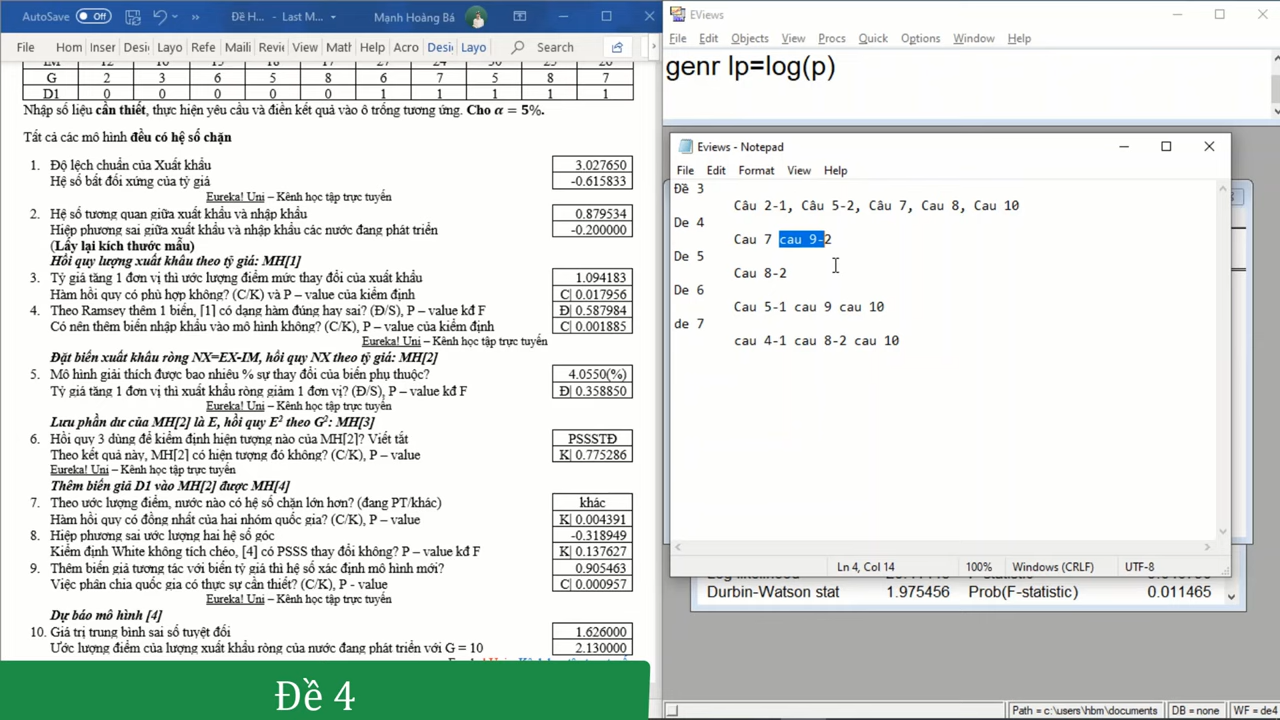 AutoSave Off Đề H... - Last M... Mạnh Hoàng Bá
File Hom Inser Desi Layo Refe Maili Revi View Math Help Acro Desi Layo Search
G 2 3 6 5 8 7 5 8 7
D1 0 0 0 0 0 1 1 1 1 1
Nhập số liệu cần thiết, thực hiện yêu cầu và điền kết quả vào ô trống tương ứng. Cho α = 5%.
Tất cả các mô hình đều có hệ số chặn
1. Độ lệch chuẩn của Xuất khẩu 3.027650
Hệ số bất đối xứng của tỷ giá -0.615833
Eureka! Uni – Kênh học tập trực tuyến
2. Hệ số tương quan giữa xuất khẩu và nhập khẩu 0.879534
Hiệp phương sai giữa xuất khẩu và nhập khẩu các nước đang phát triển -0.200000
(Lấy lại kích thước mẫu)
Hồi quy lượng xuất khẩu theo tỷ giá: MH[1]
3. Tỷ giá tăng 1 đơn vị thì ước lượng điểm mức thay đổi của xuất khẩu 1.094183
Hàm hồi quy có phù hợp không? (C/K) và P – value của kiểm định C| 0.017956
4. Theo Ramsey thêm 1 biến, [1] có dạng hàm đúng hay sai? (Đ/S), P – value kđ F Đ| 0.587984
Có nên thêm biến nhập khẩu vào mô hình không? (C/K), P – value của kiểm định C| 0.001885
Eureka! Uni – Kênh học tập trực tuyến
Đặt biến xuất khẩu ròng NX=EX-IM, hồi quy NX theo tỷ giá: MH[2]
5. Mô hình giải thích được bao nhiêu % sự thay đổi của biến phụ thuộc? 4.0550(%)
Tỷ giá tăng 1 đơn vị thì xuất khẩu ròng giảm 1 đơn vị? (Đ/S), P – value kđ F Đ| 0.358850
Eureka! Uni – Kênh học tập trực tuyến
Lưu phần dư của MH[2] là E, hồi quy E² theo G²: MH[3]
6. Hồi quy 3 dùng để kiểm định hiện tượng nào của MH[2]? Viết tắt PSSSTĐ
Theo kết quả này, MH[2] có hiện tượng đó không? (C/K), P – value K| 0.775286
Eureka! Uni – Kênh học tập trực tuyến
Thêm biến giả D1 vào MH[2] được MH[4]
7. Theo ước lượng điểm, nước nào có hệ số chặn lớn hơn? (đang PT/khác) khác
Hàm hồi quy có đồng nhất của hai nhóm quốc gia? (C/K), P – value K| 0.004391
8. Hiệp phương sai ước lượng hai hệ số góc -0.318949
Kiểm định White không tích chéo, [4] có PSSS thay đổi không? P – value kđ F K| 0.137627
9. Thêm biến giả tương tác với biến tỷ giá thì hệ số xác định mô hình mới? 0.905463
Việc phân chia quốc gia có thực sự cần thiết? (C/K), P - value C| 0.000957
Eureka! Uni – Kênh học tập trực tuyến
Dự báo mô hình [4]
10. Giá trị trung bình sai số tuyệt đối 1.626000
Ước lượng điểm của lượng xuất khẩu ròng của nước đang phát triển với G = 10 2.130000
Đề 4
EViews
File Edit Objects View Procs Quick Options Window Help
genr lp=log(p)
Eviews - Notepad
File Edit Format View Help
Đề 3
Câu 2-1, Câu 5-2, Câu 7, Cau 8, Cau 10
De 4
Cau 7 cau 9-2
De 5
Cau 8-2
De 6
Cau 5-1 cau 9 cau 10
de 7
cau 4-1 cau 8-2 cau 10
Ln 4, Col 14 100% Windows (CRLF) UTF-8
Durbin-Watson stat 1.975456 Prob(F-statistic) 0.011465
Path = c:\users\hbm\documents DB = none WF = de4